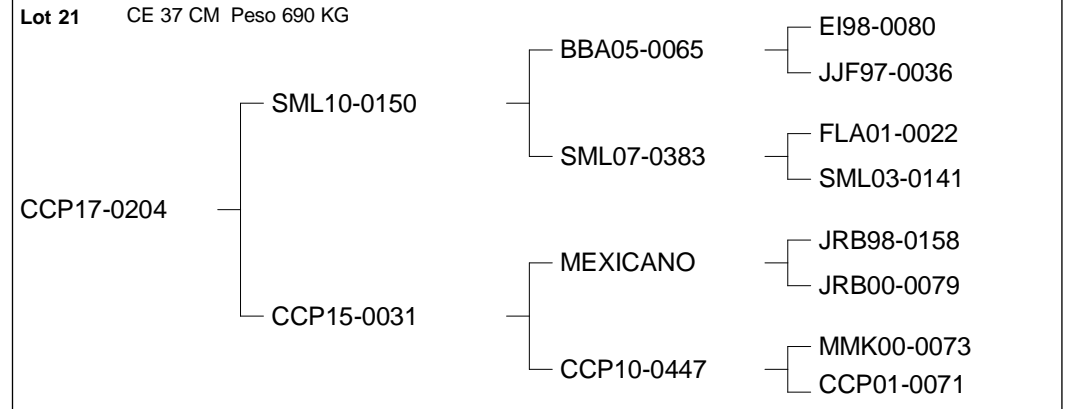 Lot 21 CE 37 CM Peso 690 KG
EI98-0080
BBA05-0065
JJF97-0036
SML10-0150
FLA01-0022
SML07-0383
SML03-0141
CCP17-0204
JRB98-0158
MEXICANO
JRB00-0079
CCP15-0031
MMK00-0073
CCP10-0447
CCP01-0071